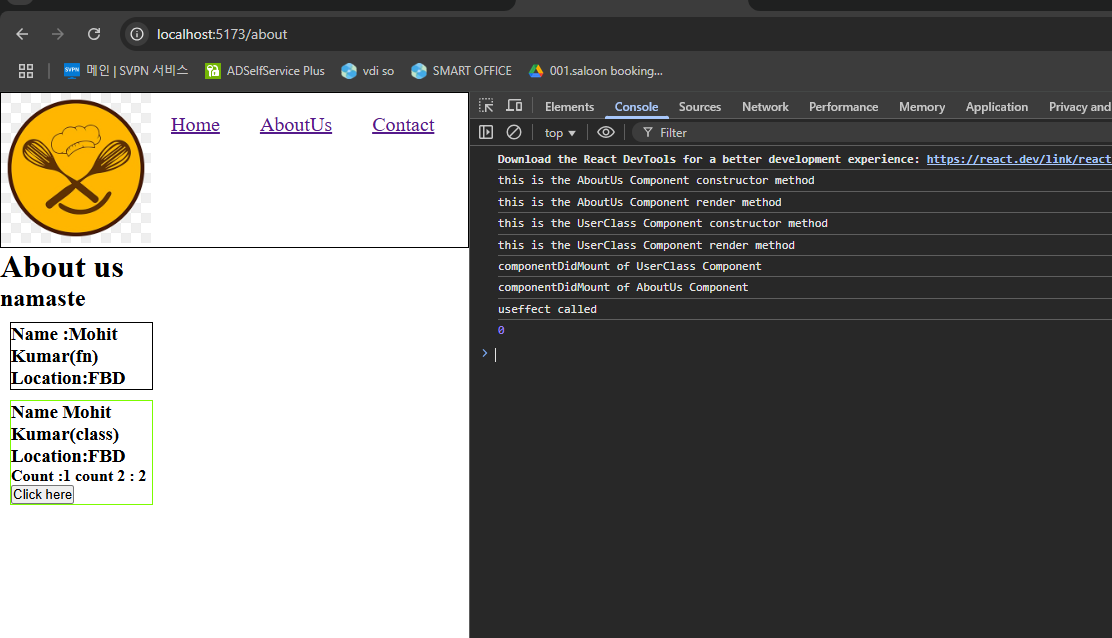 localhost:5173/about
메인 | SVPN 서비스 ADSelfService Plus vdi so SMART OFFICE 001.saloon booking...
Home AboutUs Contact
About us
namaste
Name :Mohit
Kumar(fn)
Location:FBD
Name Mohit
Kumar(class)
Location:FBD
Count :1 count 2 : 2
Click here
Elements Console Sources Network Performance Memory Application Privacy and
top Filter
Download the React DevTools for a better development experience: https://react.dev/link/react
this is the AboutUs Component constructor method
this is the AboutUs Component render method
this is the UserClass Component constructor method
this is the UserClass Component render method
componentDidMount of UserClass Component
componentDidMount of AboutUs Component
useffect called
0